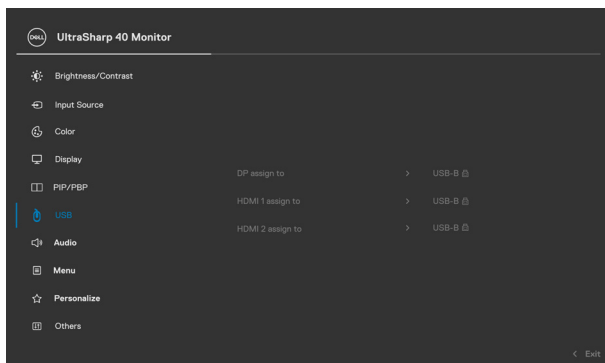 DELL UltraSharp 40 Monitor
Brightness/Contrast
Input Source
Color
Display
DP assign to > USB-B
PIP/PBP
HDMI 1 assign to > USB-B
USB
HDMI 2 assign to > USB-B
Audio
Menu
Personalize
Others
< Exit